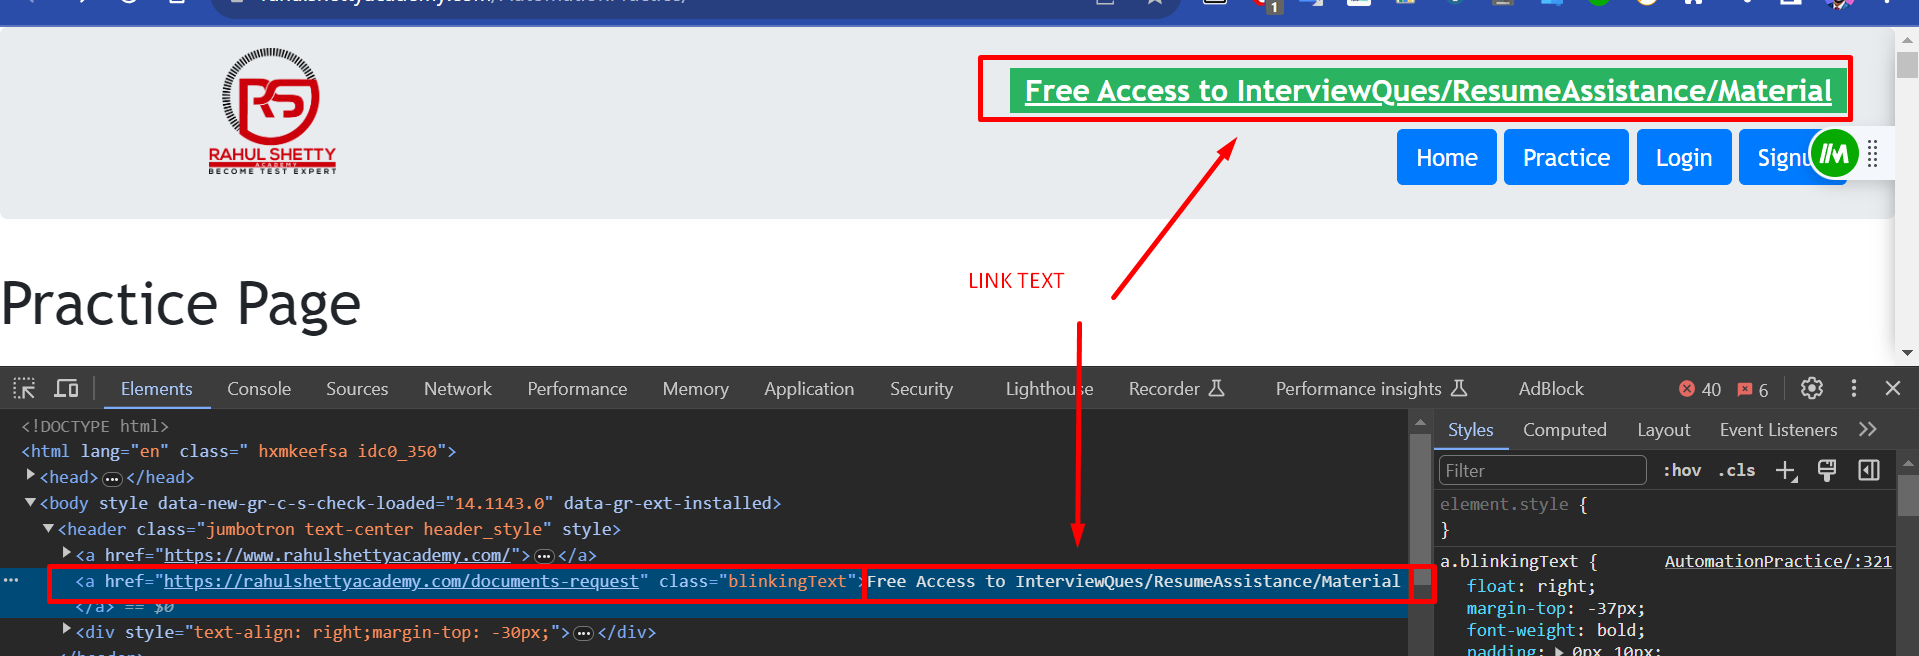 1
Free Access to InterviewQues/ResumeAssistance/Material
RAHUL SHETTY
ACADEMY
BECOME TEST EXPERT
Home Practice Login Signu
LINK TEXT
Practice Page
Elements Console Sources Network Performance Memory Application Security Lighthouse Recorder Performance insights AdBlock 40 6
<!DOCTYPE html>
<html lang="en" class=" hxmkeefsa idc0_350">
<head>…</head>
<body style data-new-gr-c-s-check-loaded="14.1143.0" data-gr-ext-installed>
<header class="jumbotron text-center header_style" style>
<a href="https://www.rahulshettyacademy.com/">…</a>
<a href="https://rahulshettyacademy.com/documents-request" class="blinkingText">Free Access to InterviewQues/ResumeAssistance/Material
</a> == $0
<div style="text-align: right;margin-top: -30px;">…</div>
Styles Computed Layout Event Listeners
Filter :hov .cls
element.style {
}
a.blinkingText { AutomationPractice/:321
float: right;
margin-top: -37px;
font-weight: bold;
padding: 0px 10px;